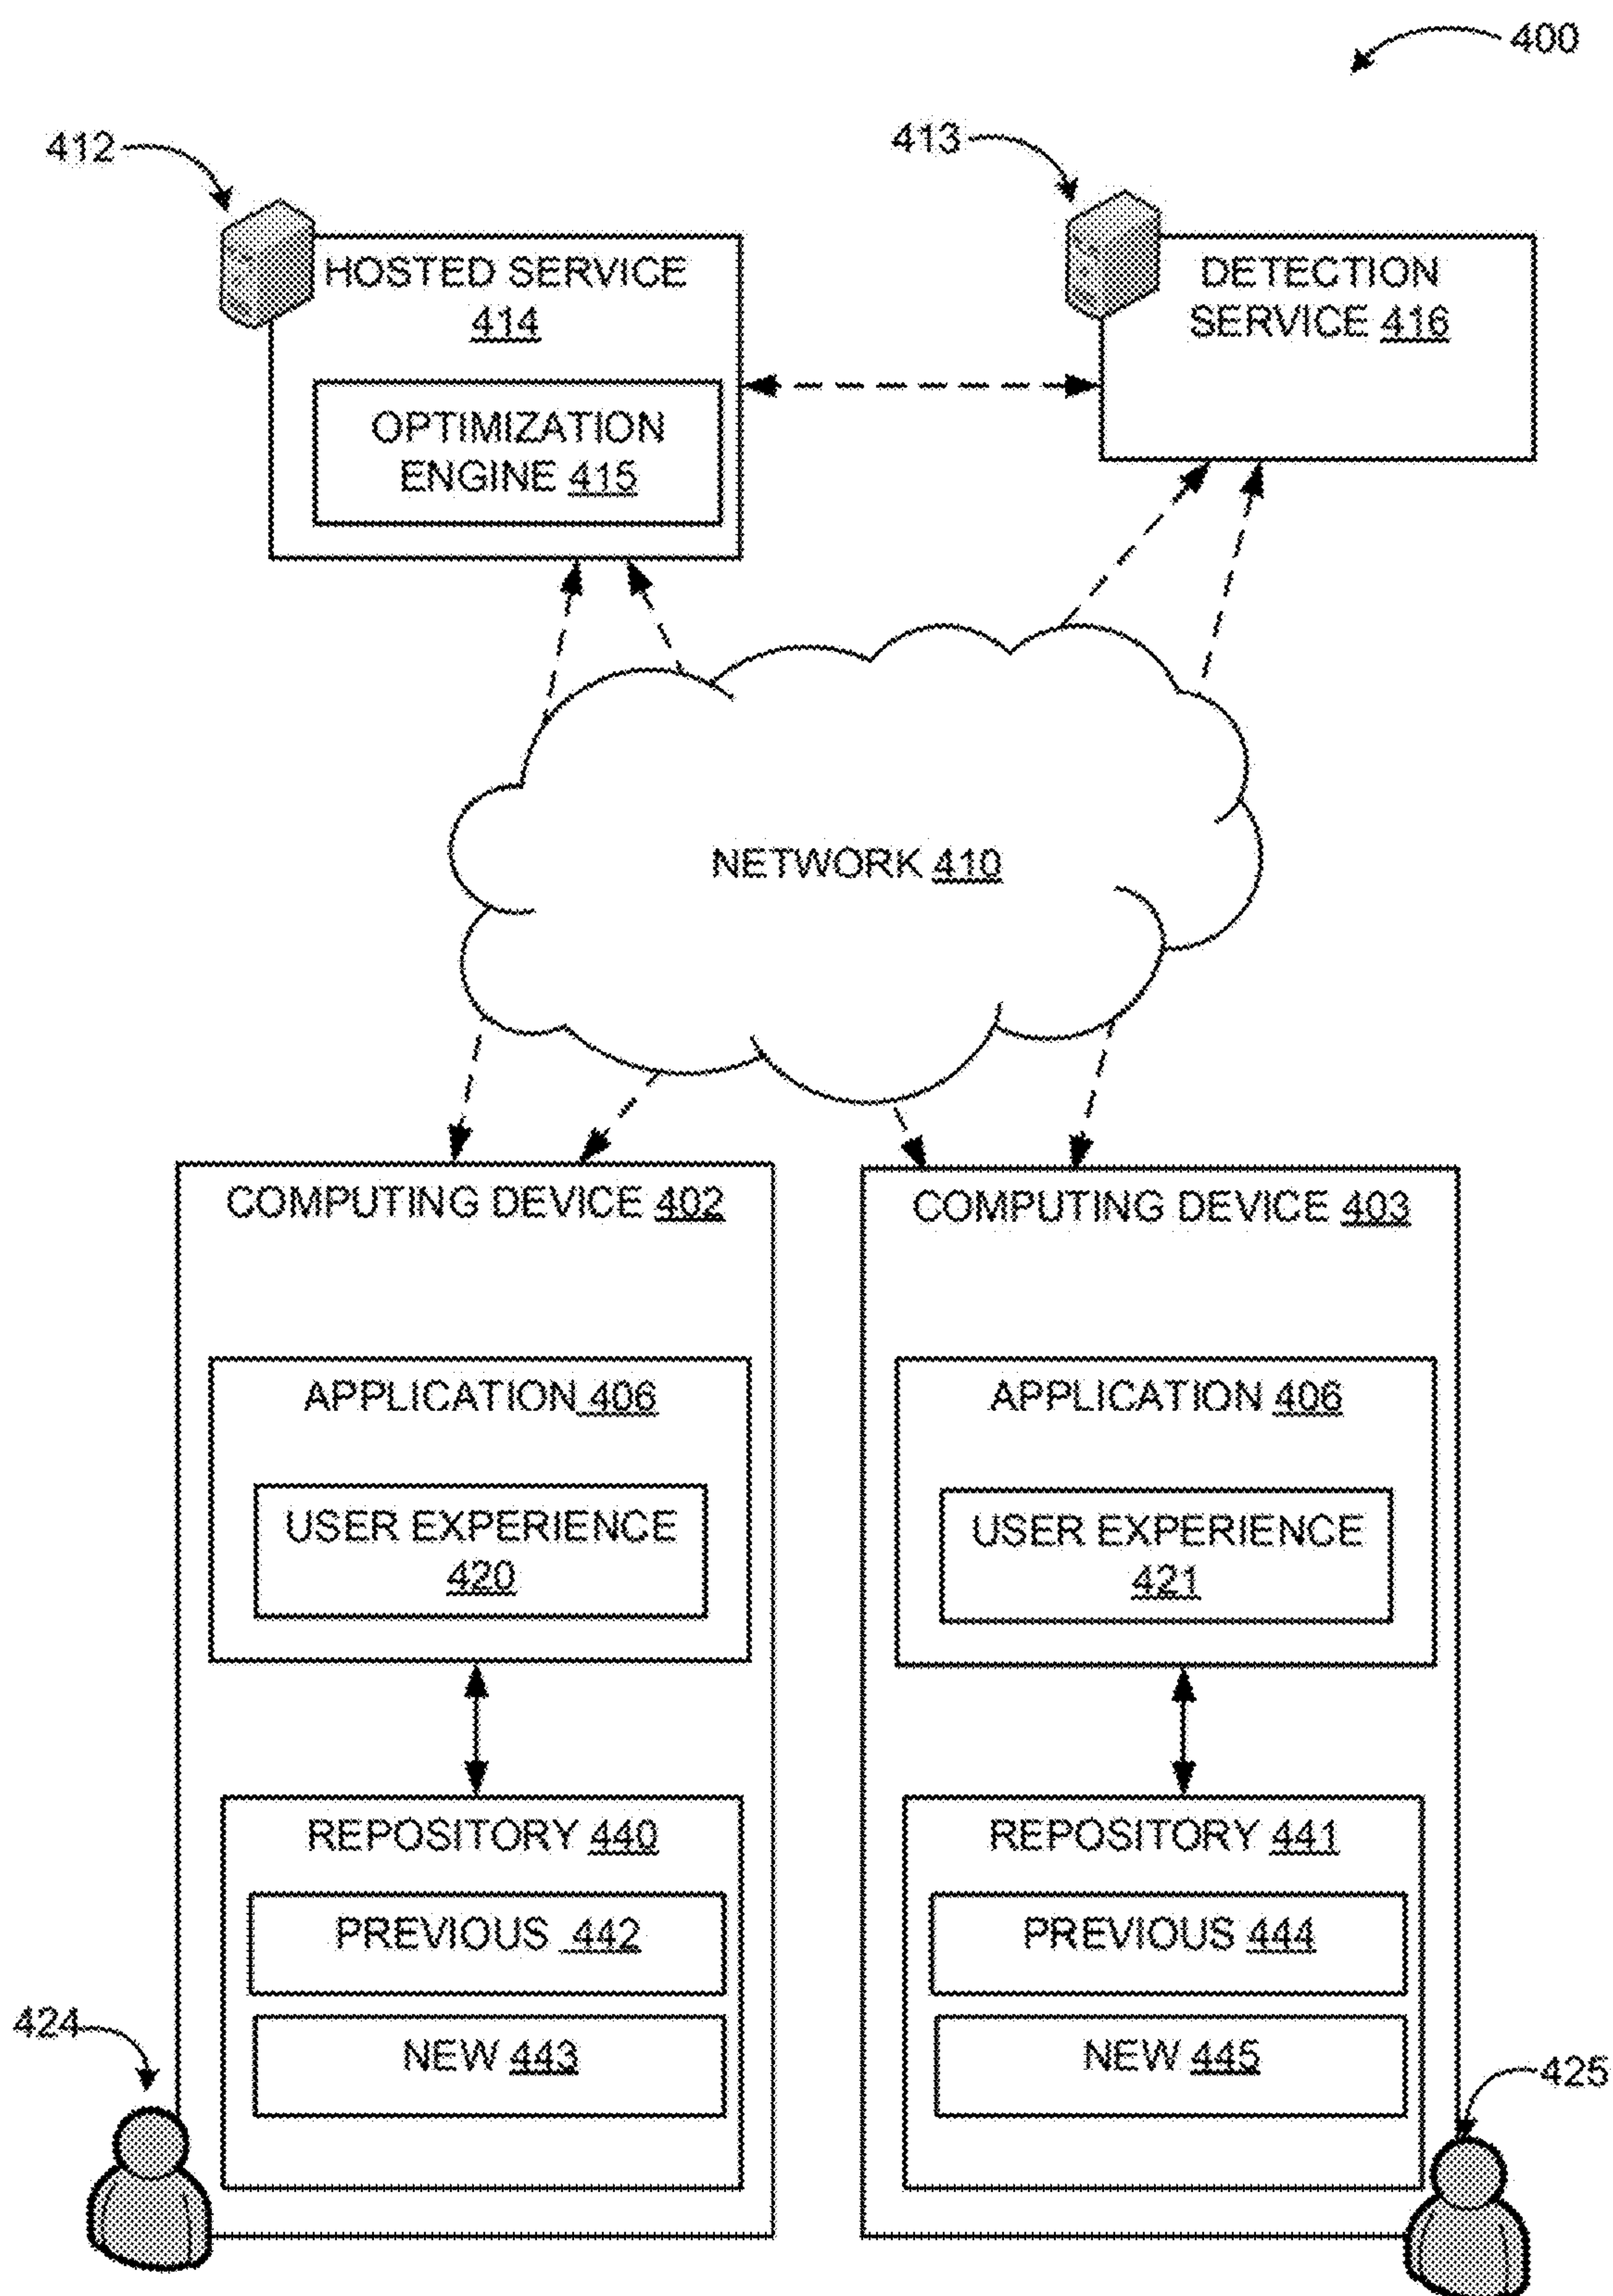 400
412
413
HOSTED SERVICE
414
DETECTION
SERVICE 416
OPTIMIZATION
ENGINE 415
NETWORK 410
COMPUTING DEVICE 402
COMPUTING DEVICE 403
APPLICATION 406
APPLICATION 406
USER EXPERIENCE
420
USER EXPERIENCE
421
REPOSITORY 440
REPOSITORY 441
PREVIOUS 442
PREVIOUS 444
NEW 443
NEW 445
424
425